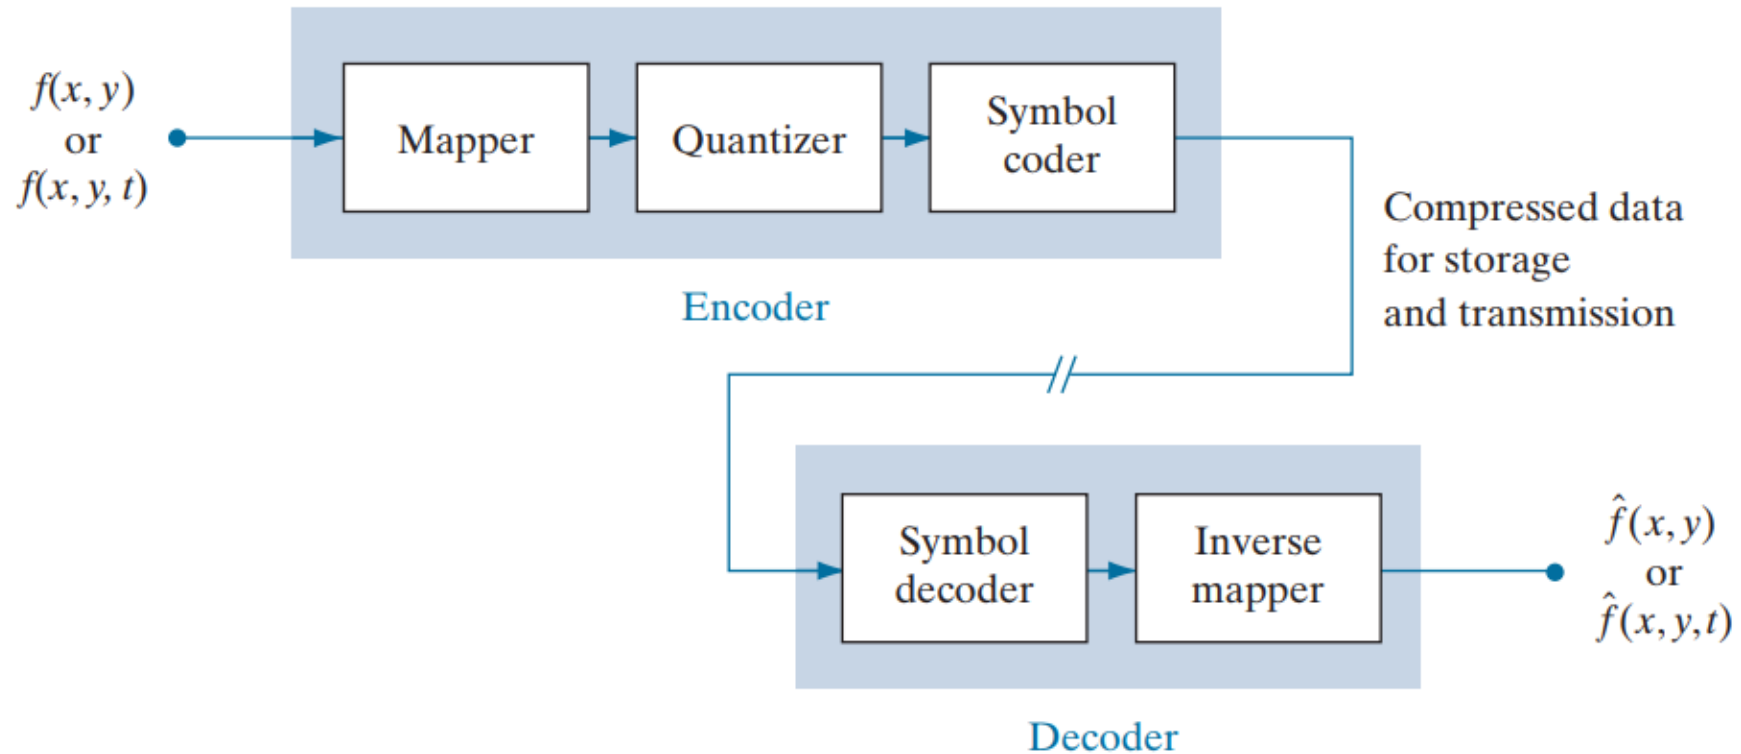 f(x, y)
or
f(x, y, t)
Mapper
Quantizer
Symbol
coder
Compressed data
for storage
and transmission
Encoder
Symbol
decoder
Inverse
mapper
f̂(x, y)
or
f̂(x, y, t)
Decoder